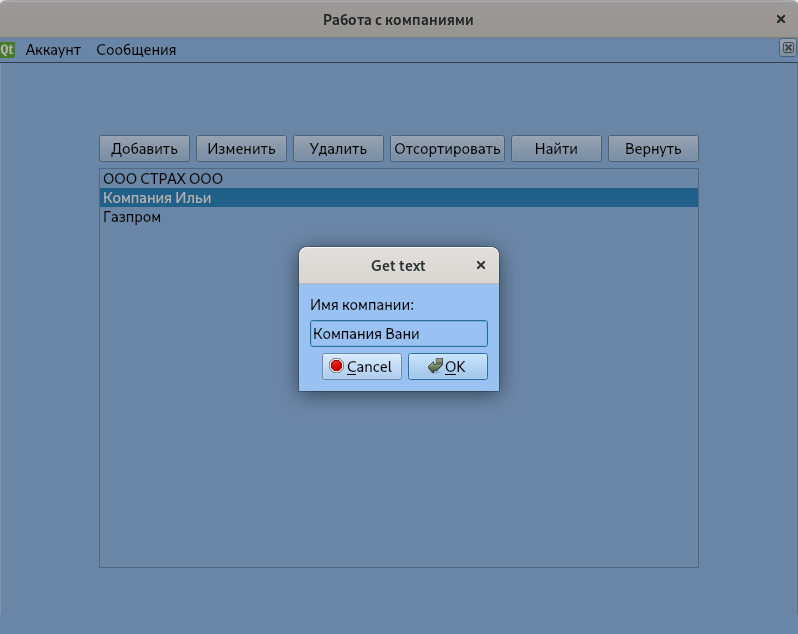 Работа с компаниями
Qt Аккаунт Сообщения
Добавить Изменить Удалить Отсортировать Найти Вернуть
ООО СТРАХ ООО
Компания Ильи
Газпром
Get text
Имя компании:
Компания Вани
Cancel OK